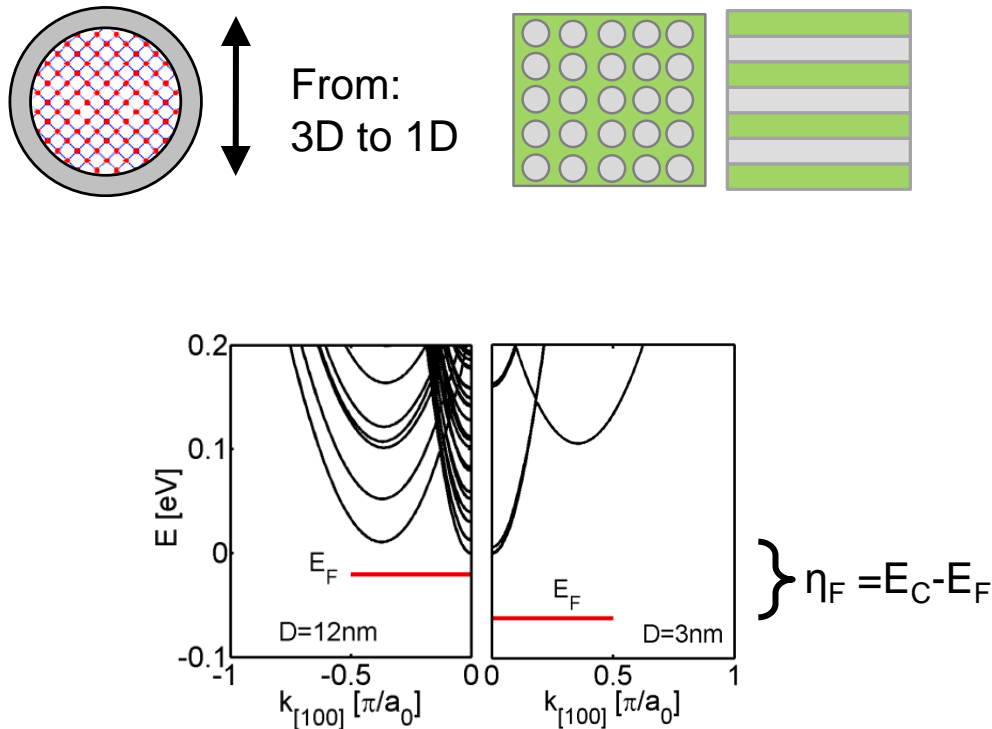 From:
3D to 1D
0.2
0.1
0
-0.1
E [eV]
E_F
D=12nm
-1
-0.5
0
k_[100] [π/a_0]
E_F
D=3nm
0
0.5
1
k_[100] [π/a_0]
η_F =E_C-E_F